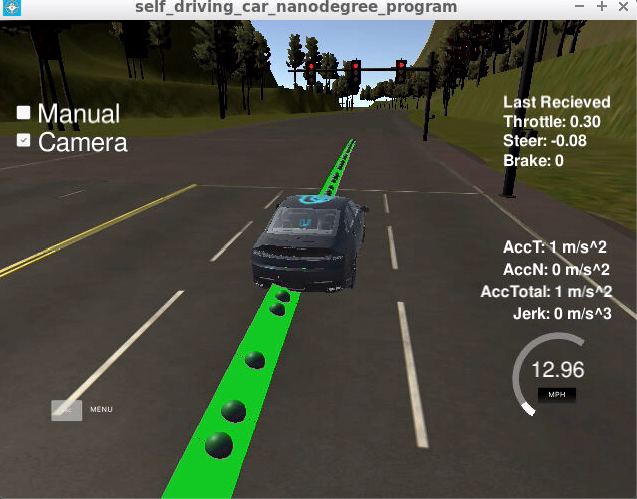 self_driving_car_nanodegree_program
Manual
Camera
Last Recieved
Throttle: 0.30
Steer: -0.08
Brake: 0
AccT: 1 m/s^2
AccN: 0 m/s^2
AccTotal: 1 m/s^2
Jerk: 0 m/s^3
12.96
MPH
MENU